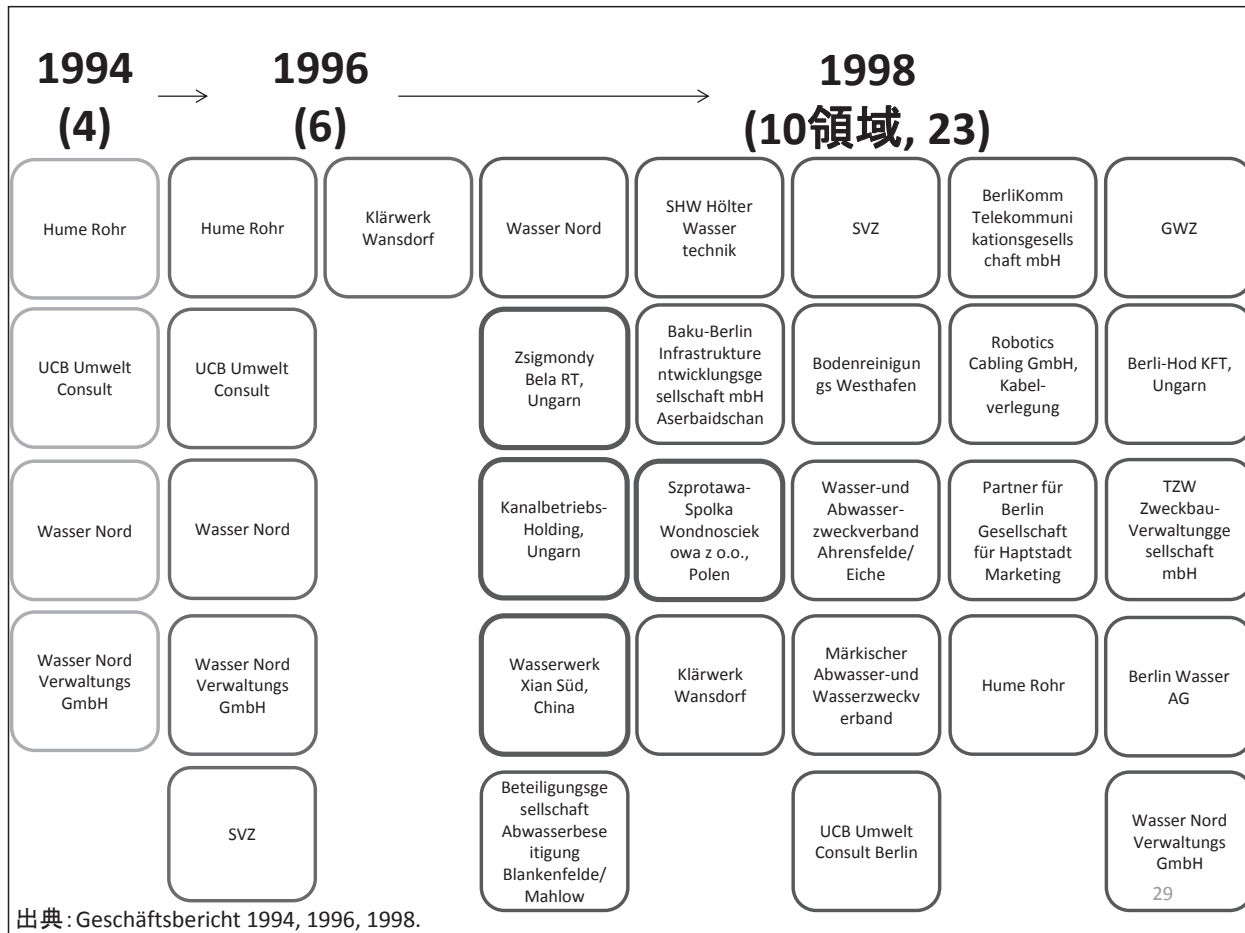 1994
(4)
1996
(6)
1998
(10領域, 23)
Hume Rohr
UCB Umwelt
Consult
Wasser Nord
Wasser Nord
Verwaltungs
GmbH
Hume Rohr
UCB Umwelt
Consult
Wasser Nord
Wasser Nord
Verwaltungs
GmbH
SVZ
Klärwerk
Wansdorf
Wasser Nord
Zsigmondy
Bela RT,
Ungarn
Kanalbetriebs-
Holding,
Ungarn
Wasserwerk
Xian Süd,
China
Beteiligungsge
sellschaft
Abwasserbese
itigung
Blankenfelde/
Mahlow
SHW Hölter
Wasser
technik
Baku-Berlin
Infrastrukture
ntwicklungsge
sellschaft mbH
Aserbaidschan
Szprotawa-
Spolka
Wondnosciek
owa z o.o.,
Polen
Klärwerk
Wansdorf
SVZ
Bodenreinigun
gs Westhafen
Wasser-und
Abwasser-
zweckverband
Ahrensfelde/
Eiche
Märkischer
Abwasser-und
Wasserzweckv
erband
UCB Umwelt
Consult Berlin
BerliKomm
Telekommuni
kationsgesells
chaft mbH
Robotics
Cabling GmbH,
Kabel-
verlegung
Partner für
Berlin
Gesellschaft
für Haptstadt
Marketing
Hume Rohr
GWZ
Berli-Hod KFT,
Ungarn
TZW
Zweckbau-
Verwaltungge
sellschaft
mbH
Berlin Wasser
AG
Wasser Nord
Verwaltungs
GmbH
29
出典：Geschäftsbericht 1994, 1996, 1998.